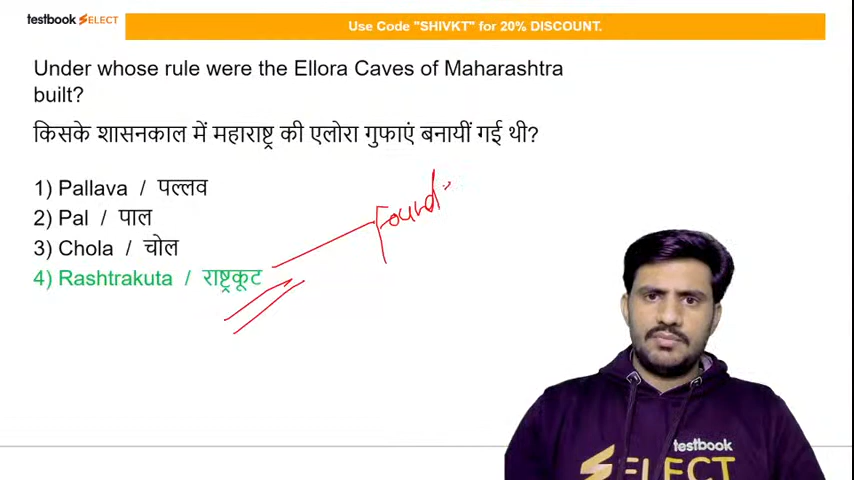 testbook SELECT
Use Code "SHIVKT" for 20% DISCOUNT.
Under whose rule were the Ellora Caves of Maharashtra
built?
किसके शासनकाल में महाराष्ट्र की एलोरा गुफाएं बनायीं गई थी?
1) Pallava / पल्लव
2) Pal / पाल
3) Chola / चोल
4) Rashtrakuta / राष्ट्रकूट
Found
testbook
SELECT